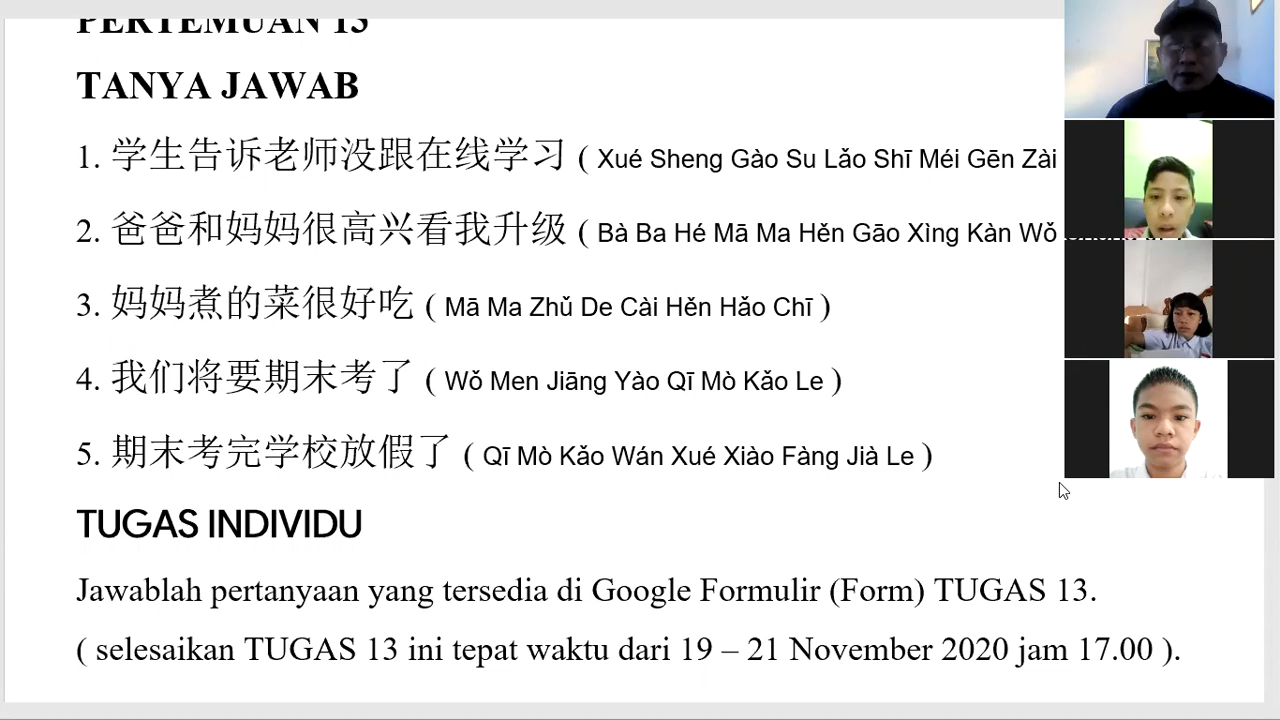 PERTEMUAN 13
TANYA JAWAB
1. 学生告诉老师没跟在线学习 ( Xué Sheng Gào Su Lǎo Shī Méi Gēn Zài
2. 爸爸和妈妈很高兴看我升级 ( Bà Ba Hé Mā Ma Hěn Gāo Xìng Kàn Wǒ
3. 妈妈煮的菜很好吃 ( Mā Ma Zhǔ De Cài Hěn Hǎo Chī )
4. 我们将要期末考了 ( Wǒ Men Jiāng Yào Qī Mò Kǎo Le )
5. 期末考完学校放假了 ( Qī Mò Kǎo Wán Xué Xiào Fàng Jià Le )
TUGAS INDIVIDU
Jawablah pertanyaan yang tersedia di Google Formulir (Form) TUGAS 13.
( selesaikan TUGAS 13 ini tepat waktu dari 19 – 21 November 2020 jam 17.00 ).